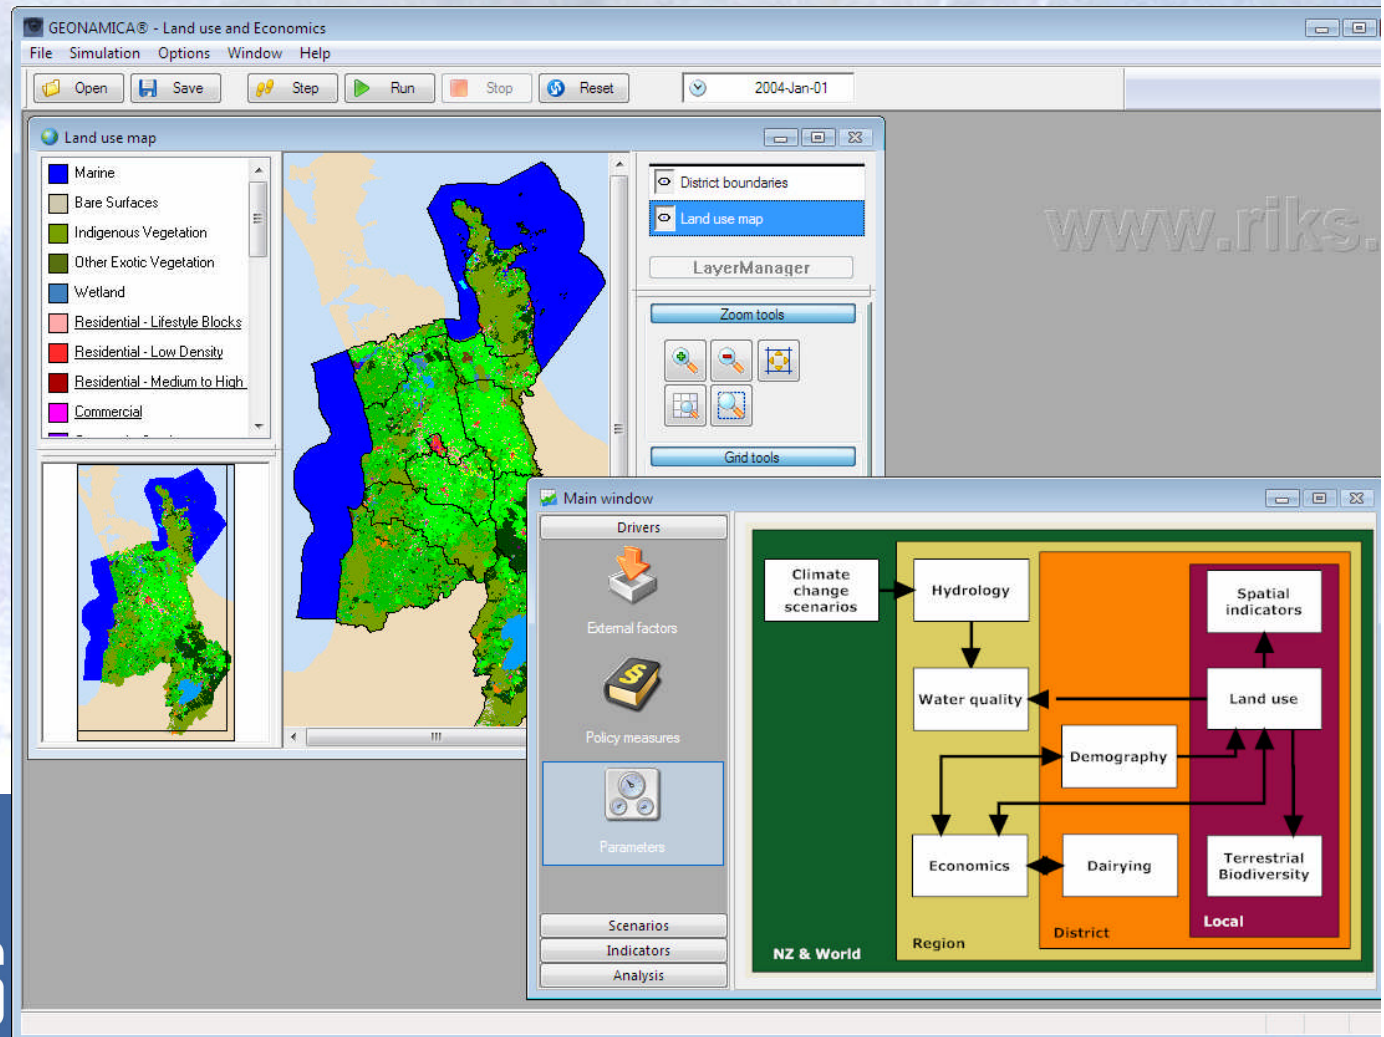 GEONAMICA® - Land use and Economics
File Simulation Options Window Help
Open Save Step Run Stop Reset 2004-Jan-01
Land use map
Marine
Bare Surfaces
Indigenous Vegetation
Other Exotic Vegetation
Wetland
Residential - Lifestyle Blocks
Residential - Low Density
Residential - Medium to High
Commercial
District boundaries
Land use map
LayerManager
Zoom tools
Grid tools
www.riks.
Main window
Drivers
External factors
Policy measures
Parameters
Scenarios
Indicators
Analysis
Climate
change
scenarios
Hydrology
Spatial
indicators
Water quality
Land use
Demography
Economics
Dairying
Terrestrial
Biodiversity
Local
District
Region
NZ & World